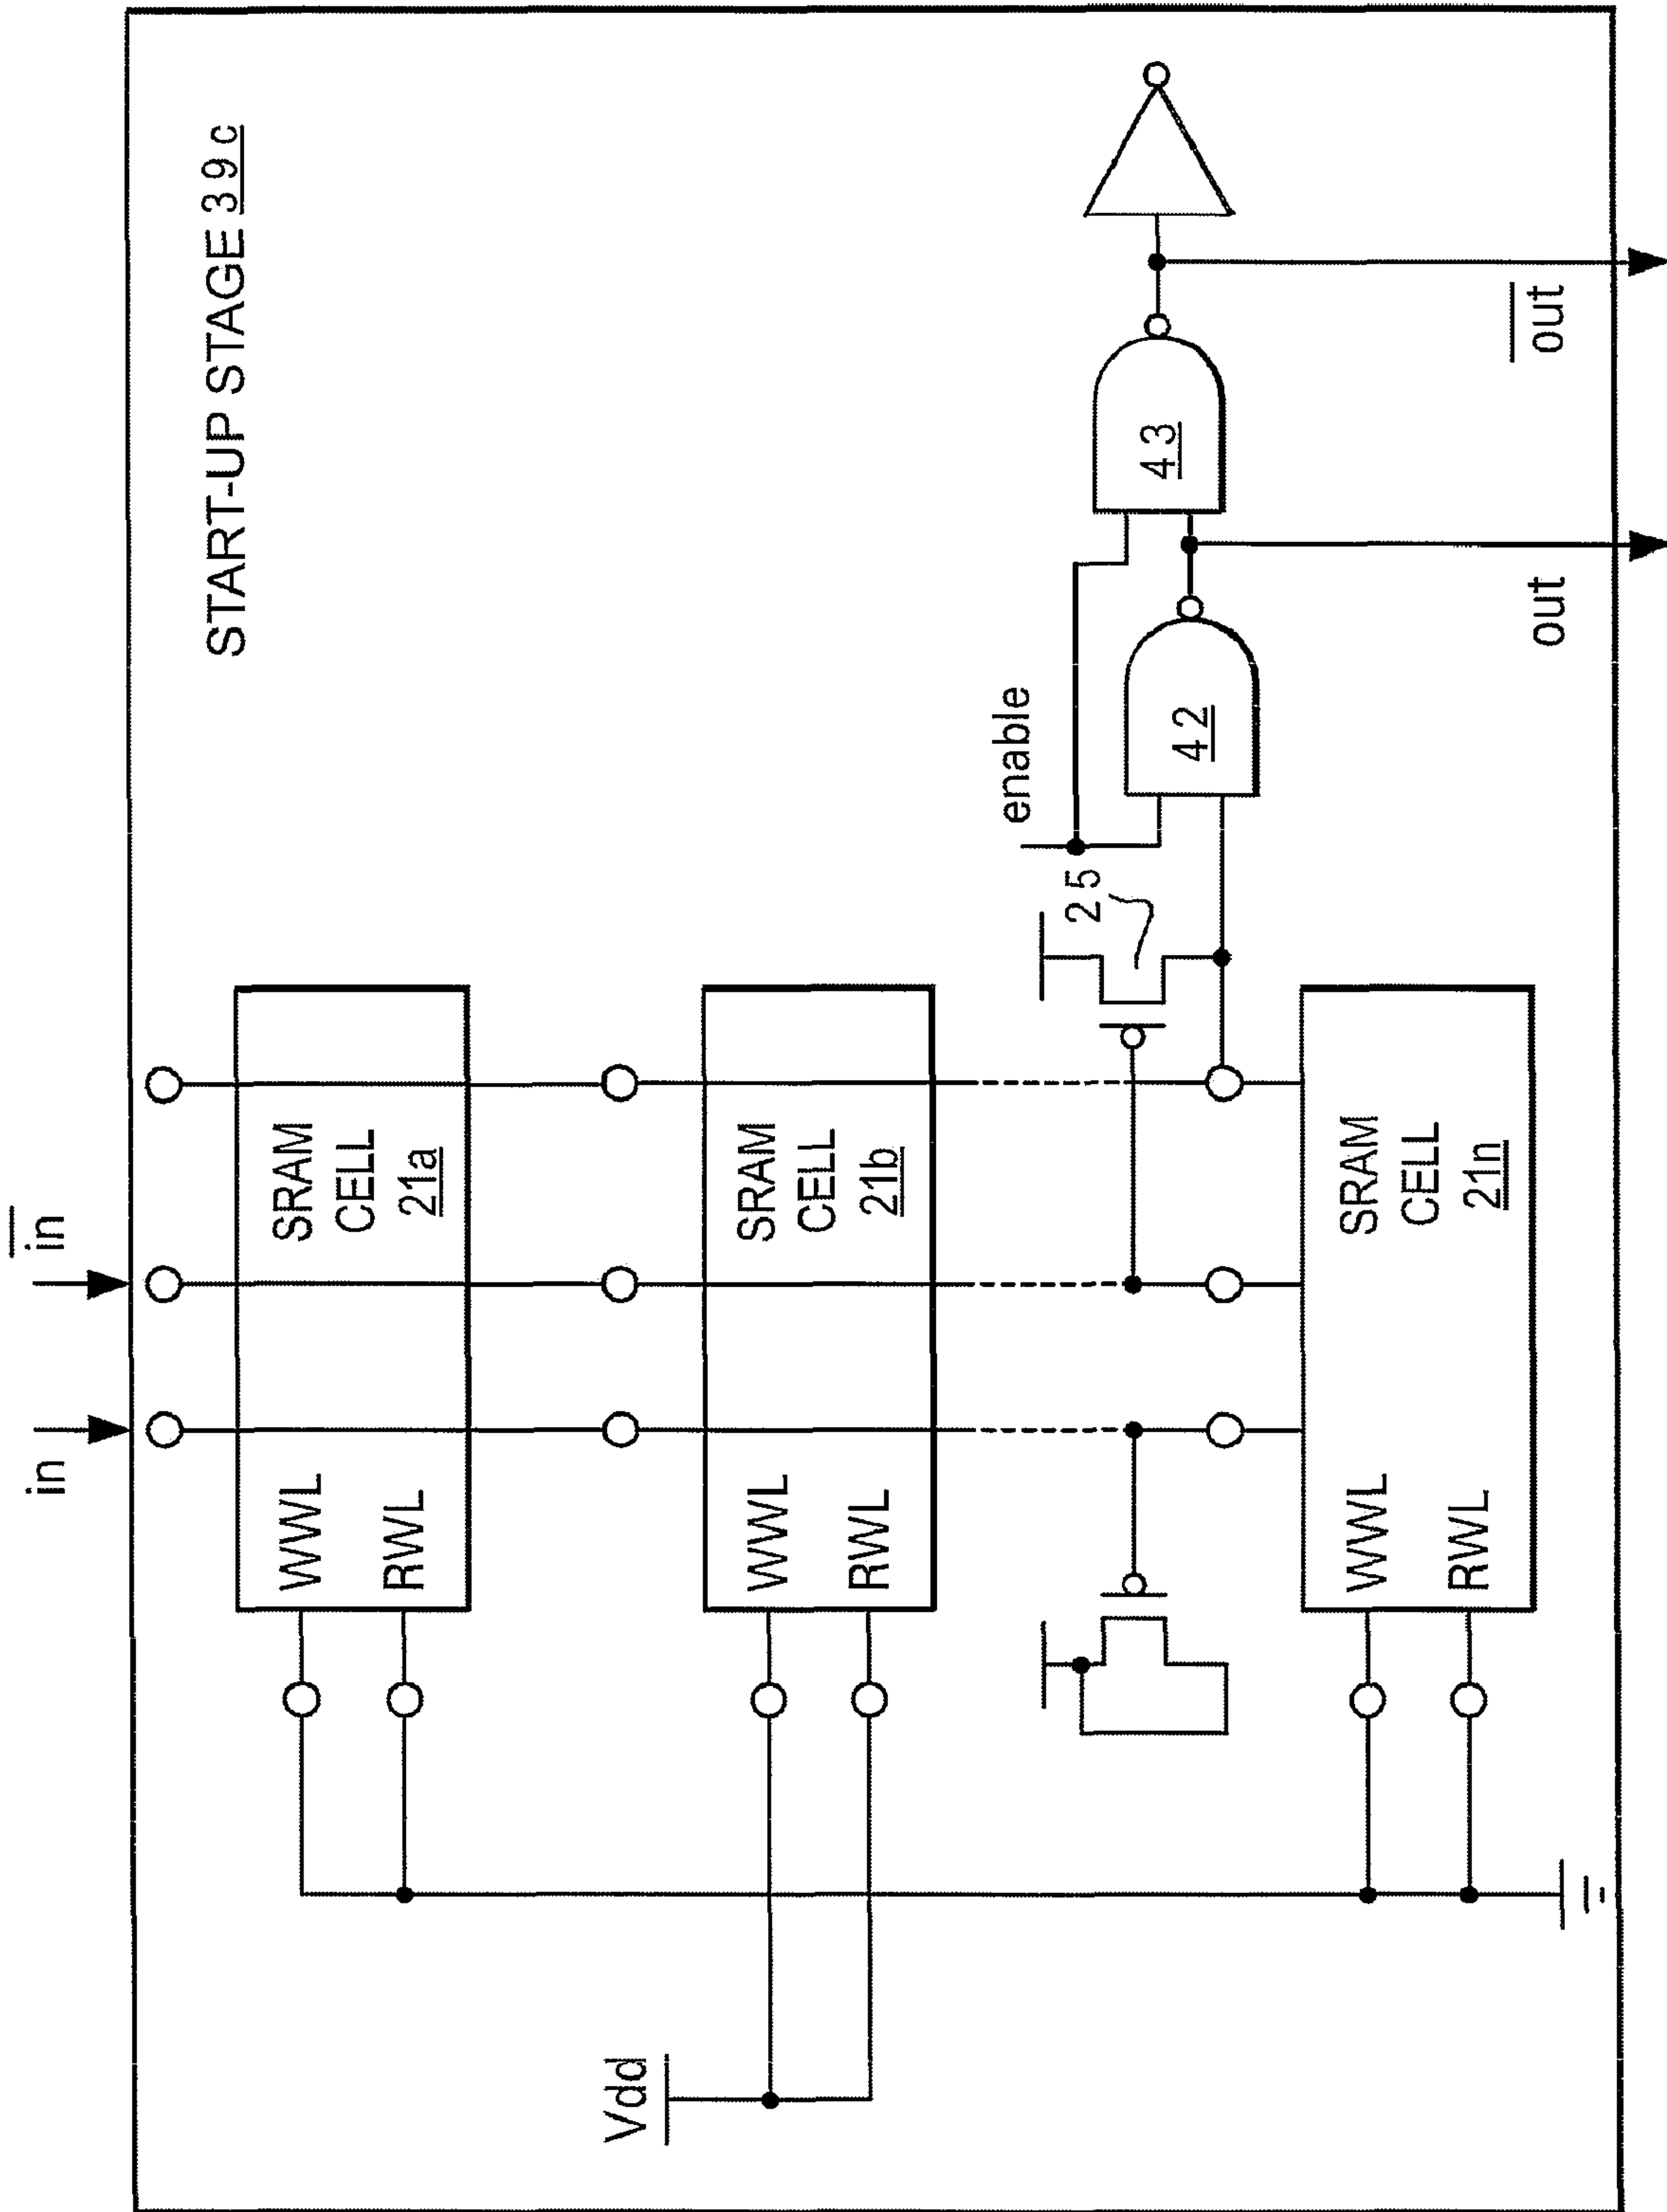 START-UP STAGE 39c
in
in
SRAM
CELL
21a
WWL
RWL
SRAM
CELL
21b
WWL
RWL
SRAM
CELL
21n
WWL
RWL
Vdd
25
enable
42
43
out
out